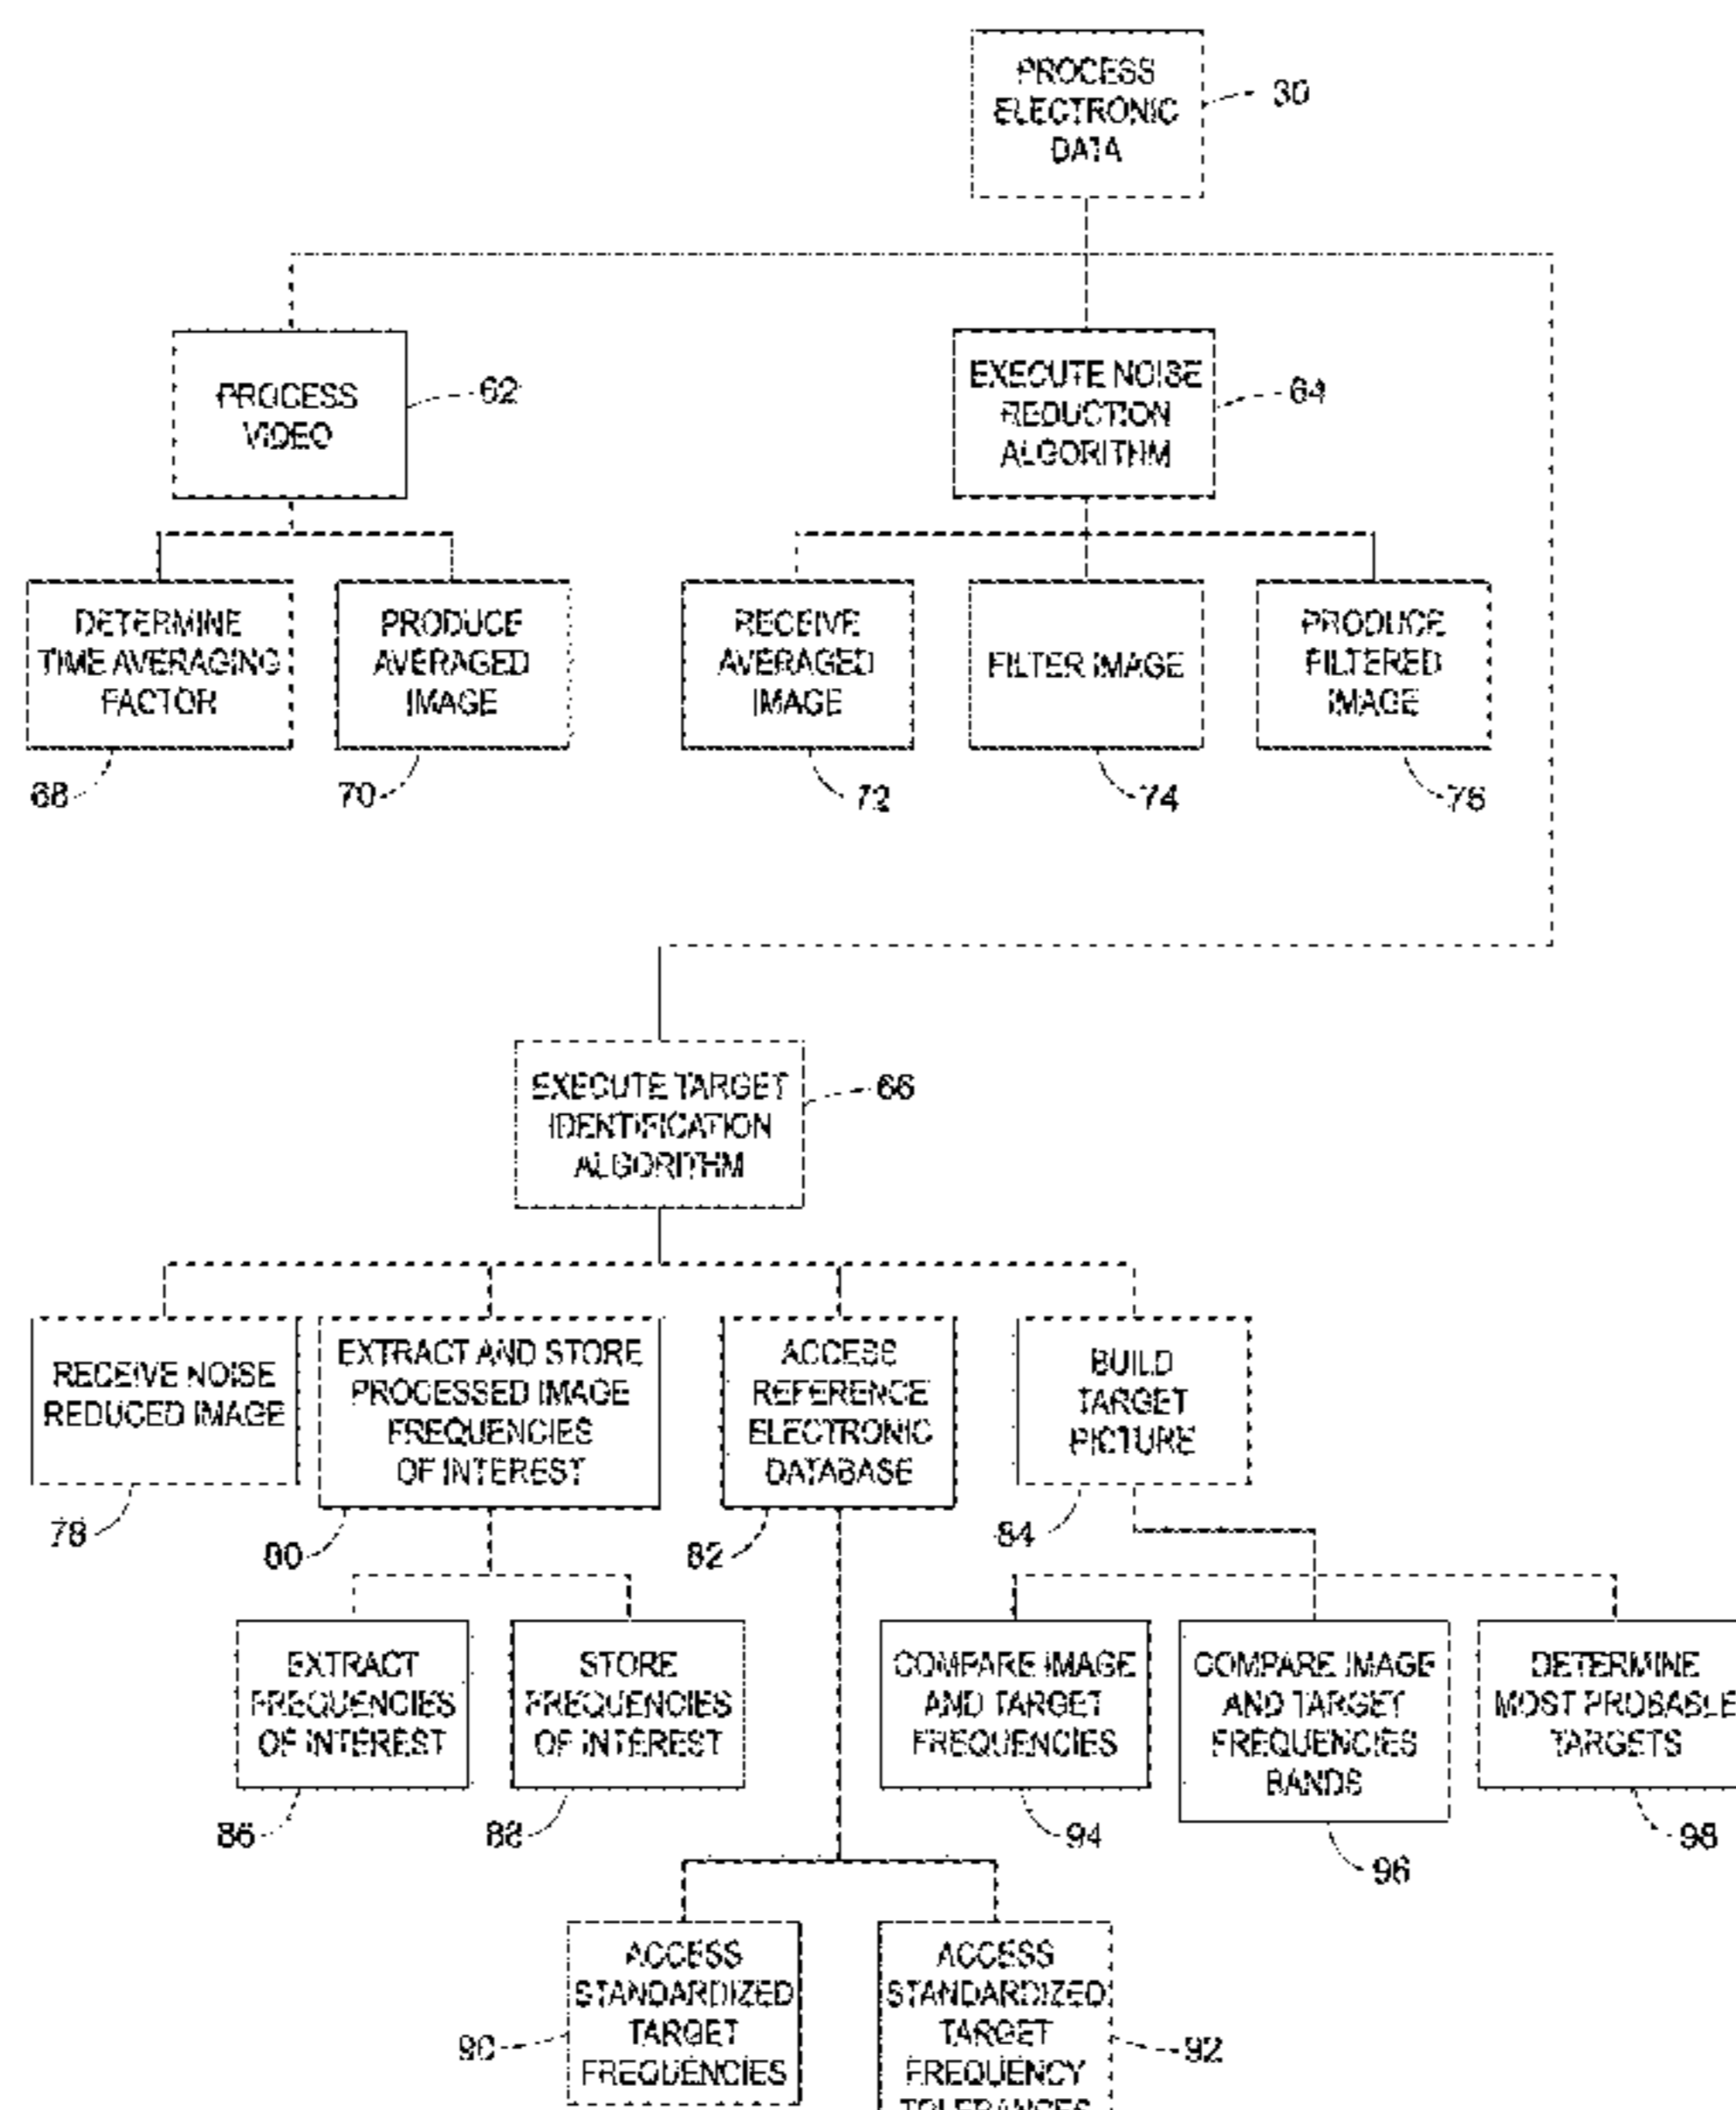 PROCESS
ELECTRONIC
DATA
30
PROCESS
VIDEO
62
EXECUTE NOISE
REDUCTION
ALGORITHM
64
DETERMINE
TIME AVERAGING
FACTOR
68
PRODUCE
AVERAGED
IMAGE
70
RECEIVE
AVERAGED
IMAGE
72
FILTER IMAGE
74
PRODUCE
FILTERED
IMAGE
76
EXECUTE TARGET
IDENTIFICATION
ALGORITHM
66
RECEIVE NOISE
REDUCED IMAGE
78
EXTRACT AND STORE
PROCESSED IMAGE
FREQUENCIES
OF INTEREST
80
ACCESS
REFERENCE
ELECTRONIC
DATABASE
82
BUILD
TARGET
PICTURE
84
EXTRACT
FREQUENCIES
OF INTEREST
86
STORE
FREQUENCIES
OF INTEREST
88
COMPARE IMAGE
AND TARGET
FREQUENCIES
94
COMPARE IMAGE
AND TARGET
FREQUENCIES
BANDS
96
DETERMINE
MOST PROBABLE
TARGETS
98
ACCESS
STANDARDIZED
TARGET
FREQUENCIES
90
ACCESS
STANDARDIZED
TARGET
FREQUENCY
TOLERANCES
92